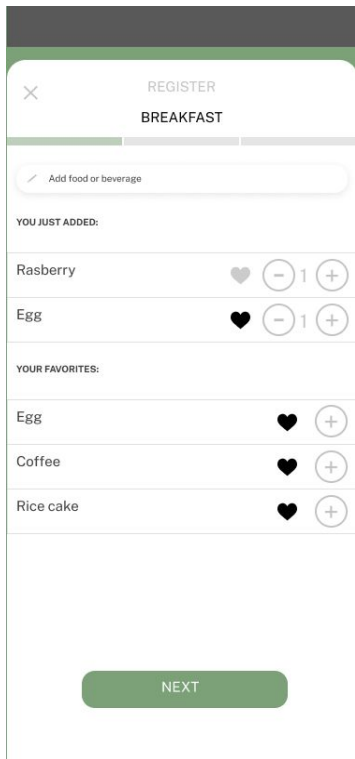 REGISTER
BREAKFAST
Add food or beverage
YOU JUST ADDED:
Rasberry 1
Egg 1
YOUR FAVORITES:
Egg
Coffee
Rice cake
NEXT